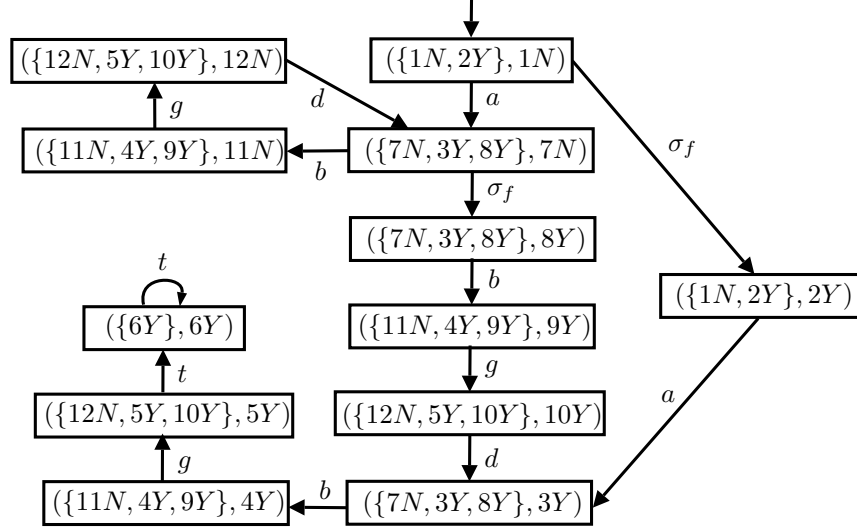 ({12N, 5Y, 10Y}, 12N)
({1N, 2Y}, 1N)
d
a
g
σ_f
({11N, 4Y, 9Y}, 11N)
b
({7N, 3Y, 8Y}, 7N)
σ_f
({7N, 3Y, 8Y}, 8Y)
t
b
({1N, 2Y}, 2Y)
({6Y}, 6Y)
({11N, 4Y, 9Y}, 9Y)
t
g
a
({12N, 5Y, 10Y}, 5Y)
({12N, 5Y, 10Y}, 10Y)
g
d
({11N, 4Y, 9Y}, 4Y)
b
({7N, 3Y, 8Y}, 3Y)